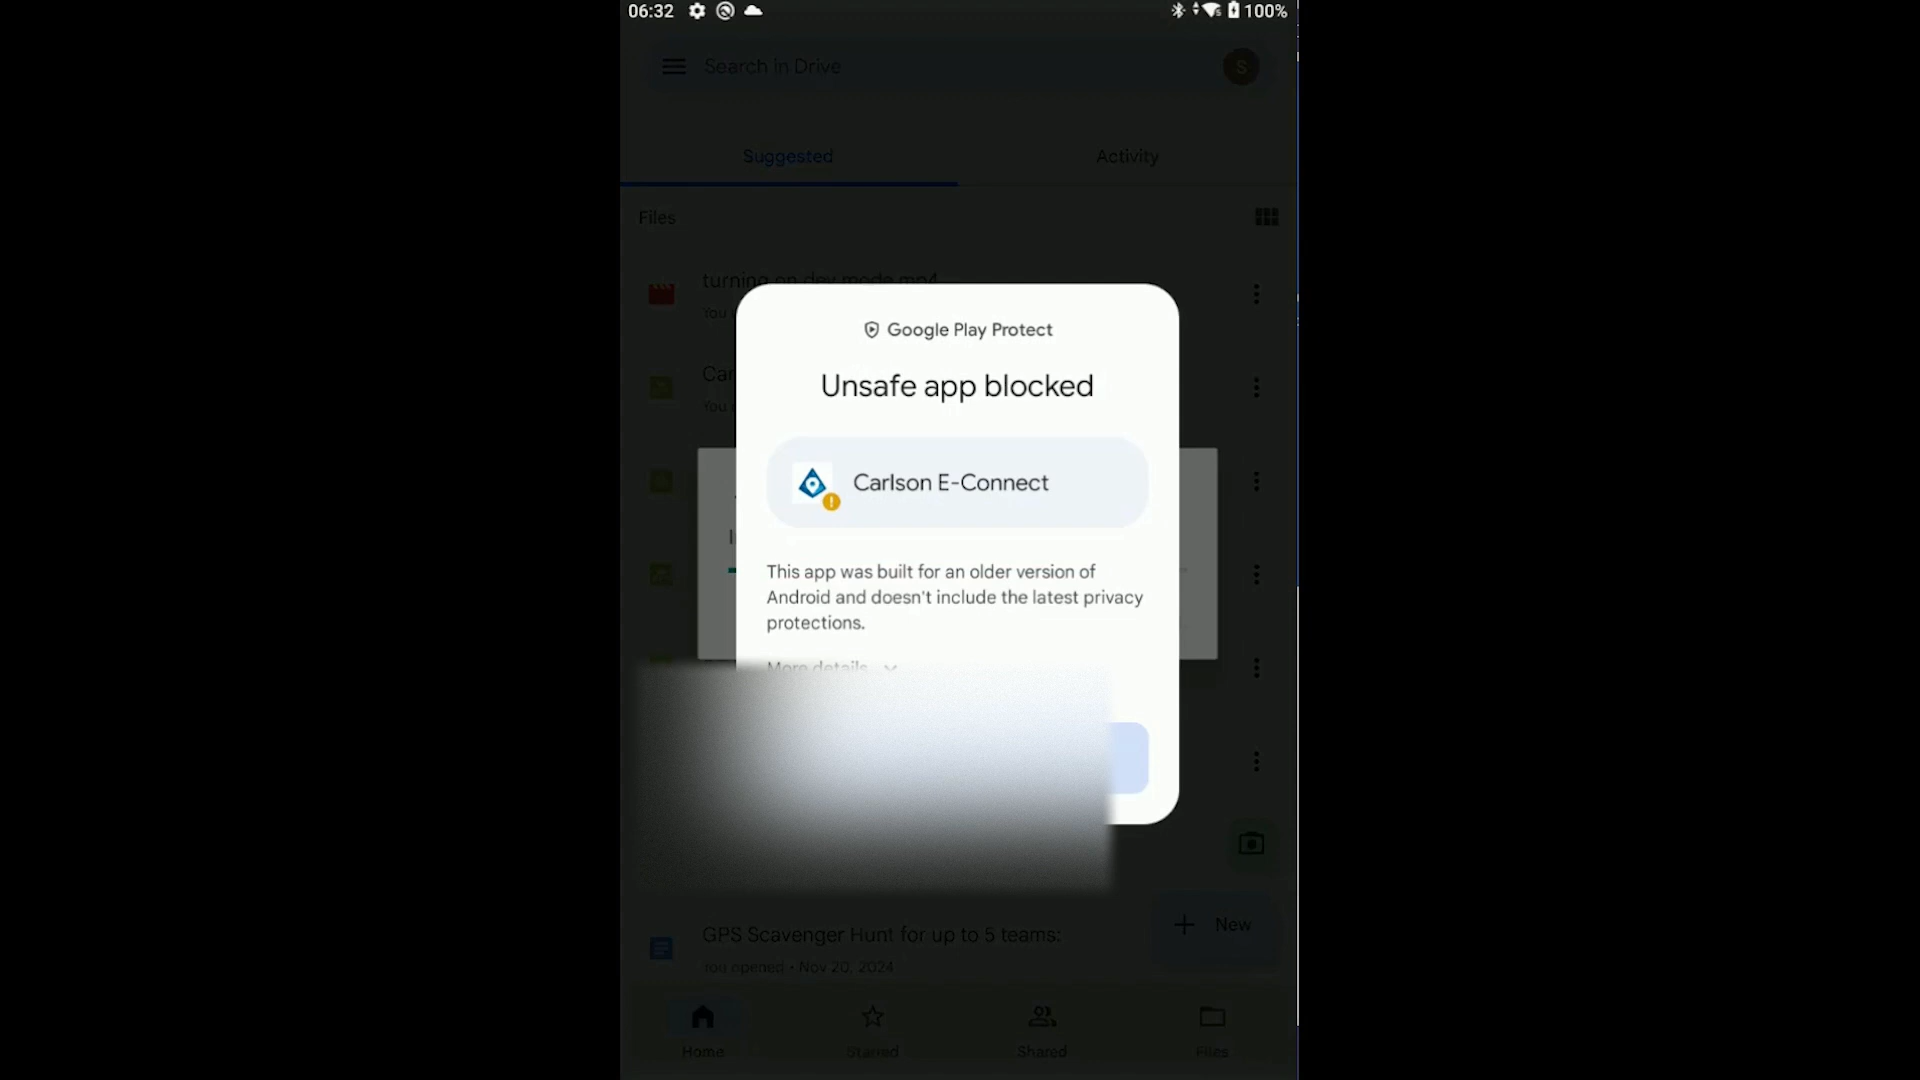 06:32
100%
Search in Drive
S
Suggested
Activity
Files
turning on dev mode.mp4
You
Google Play Protect
Unsafe app blocked
Car
You
Carlson E-Connect
This app was built for an older version of
Android and doesn't include the latest privacy
protections.
More details
GPS Scavenger Hunt for up to 5 teams:
You opened • Nov 20, 2024
New
Home
Starred
Shared
Files